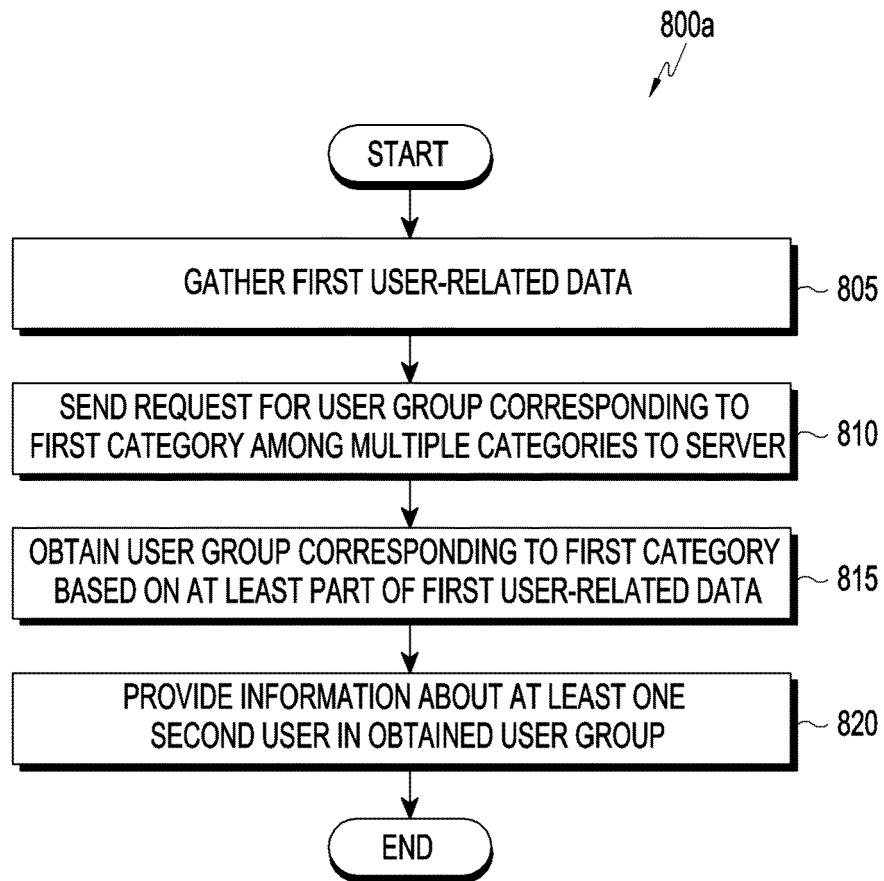 800a
START
GATHER FIRST USER-RELATED DATA
805
SEND REQUEST FOR USER GROUP CORRESPONDING TO
FIRST CATEGORY AMONG MULTIPLE CATEGORIES TO SERVER
810
OBTAIN USER GROUP CORRESPONDING TO FIRST CATEGORY
BASED ON AT LEAST PART OF FIRST USER-RELATED DATA
815
PROVIDE INFORMATION ABOUT AT LEAST ONE
SECOND USER IN OBTAINED USER GROUP
820
END